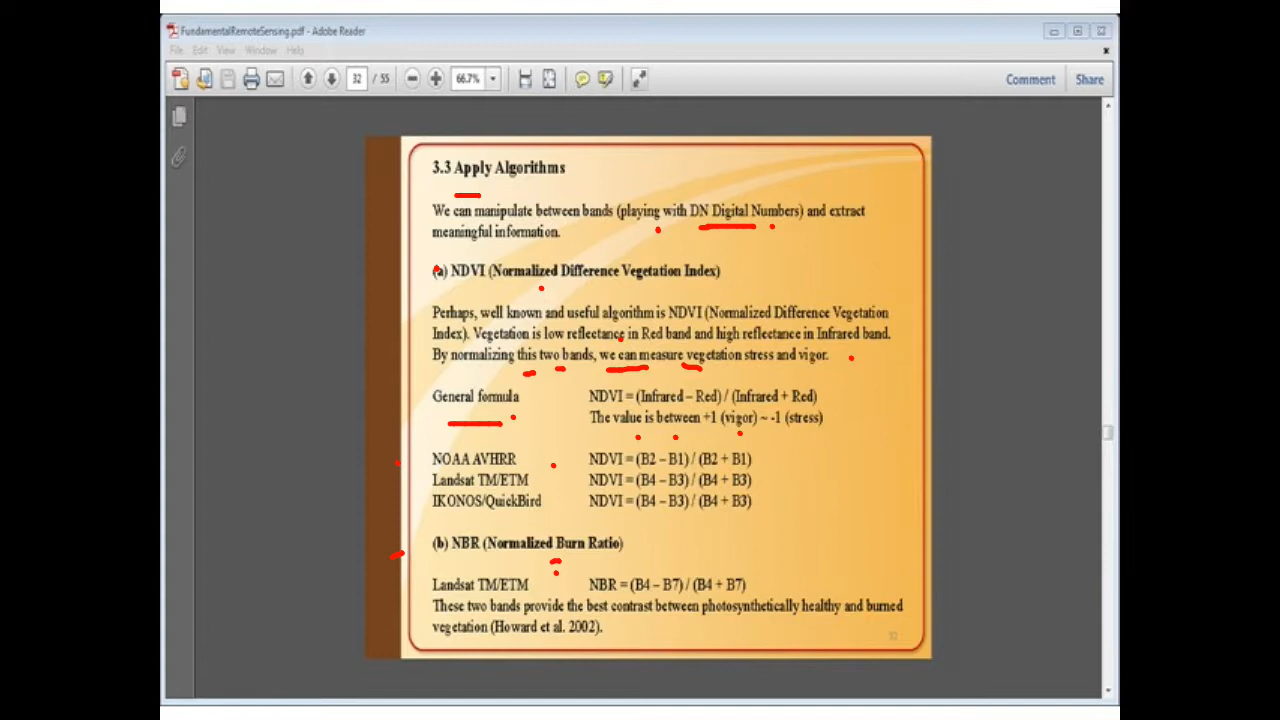 FundamentalRemoteSensing.pdf - Adobe Reader
File Edit View Window Help
32 / 55 66.7% Comment Share
3.3 Apply Algorithms
We can manipulate between bands (playing with DN Digital Numbers) and extract
meaningful information.
(a) NDVI (Normalized Difference Vegetation Index)
Perhaps, well known and useful algorithm is NDVI (Normalized Difference Vegetation
Index). Vegetation is low reflectance in Red band and high reflectance in Infrared band.
By normalizing this two bands, we can measure vegetation stress and vigor.
General formula NDVI = (Infrared – Red) / (Infrared + Red)
The value is between +1 (vigor) ~ -1 (stress)
NOAA AVHRR NDVI = (B2 – B1) / (B2 + B1)
Landsat TM/ETM NDVI = (B4 – B3) / (B4 + B3)
IKONOS/QuickBird NDVI = (B4 – B3) / (B4 + B3)
(b) NBR (Normalized Burn Ratio)
Landsat TM/ETM NBR = (B4 – B7) / (B4 + B7)
These two bands provide the best contrast between photosynthetically healthy and burned
vegetation (Howard et al. 2002).
32